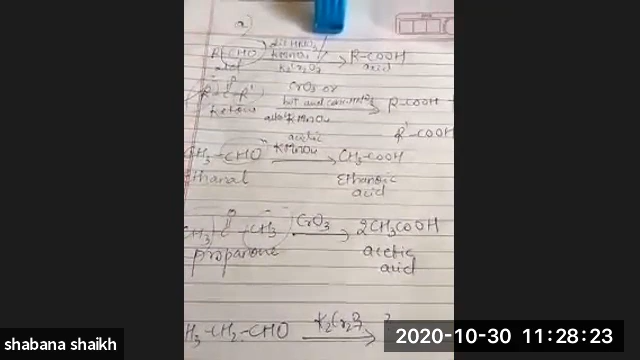 a)
R-CHO dil HNO3 / KMnO4 / K2Cr2O7 → R-COOH
acid
R-C-R' CrO3 or → R-COOH +
O
ketone hot and conc. HNO3
KMnO4 R'-COOH
acetic
CH3-CHO KMnO4 → CH3-COOH
Ethanal Ethanoic
acid
O
CH3-C-CH3 CrO3 → 2CH3COOH
propanone acetic
acid
H3-CH2-CHO K2Cr2O7 → ?
shabana shaikh
2020-10-30 11:28:23